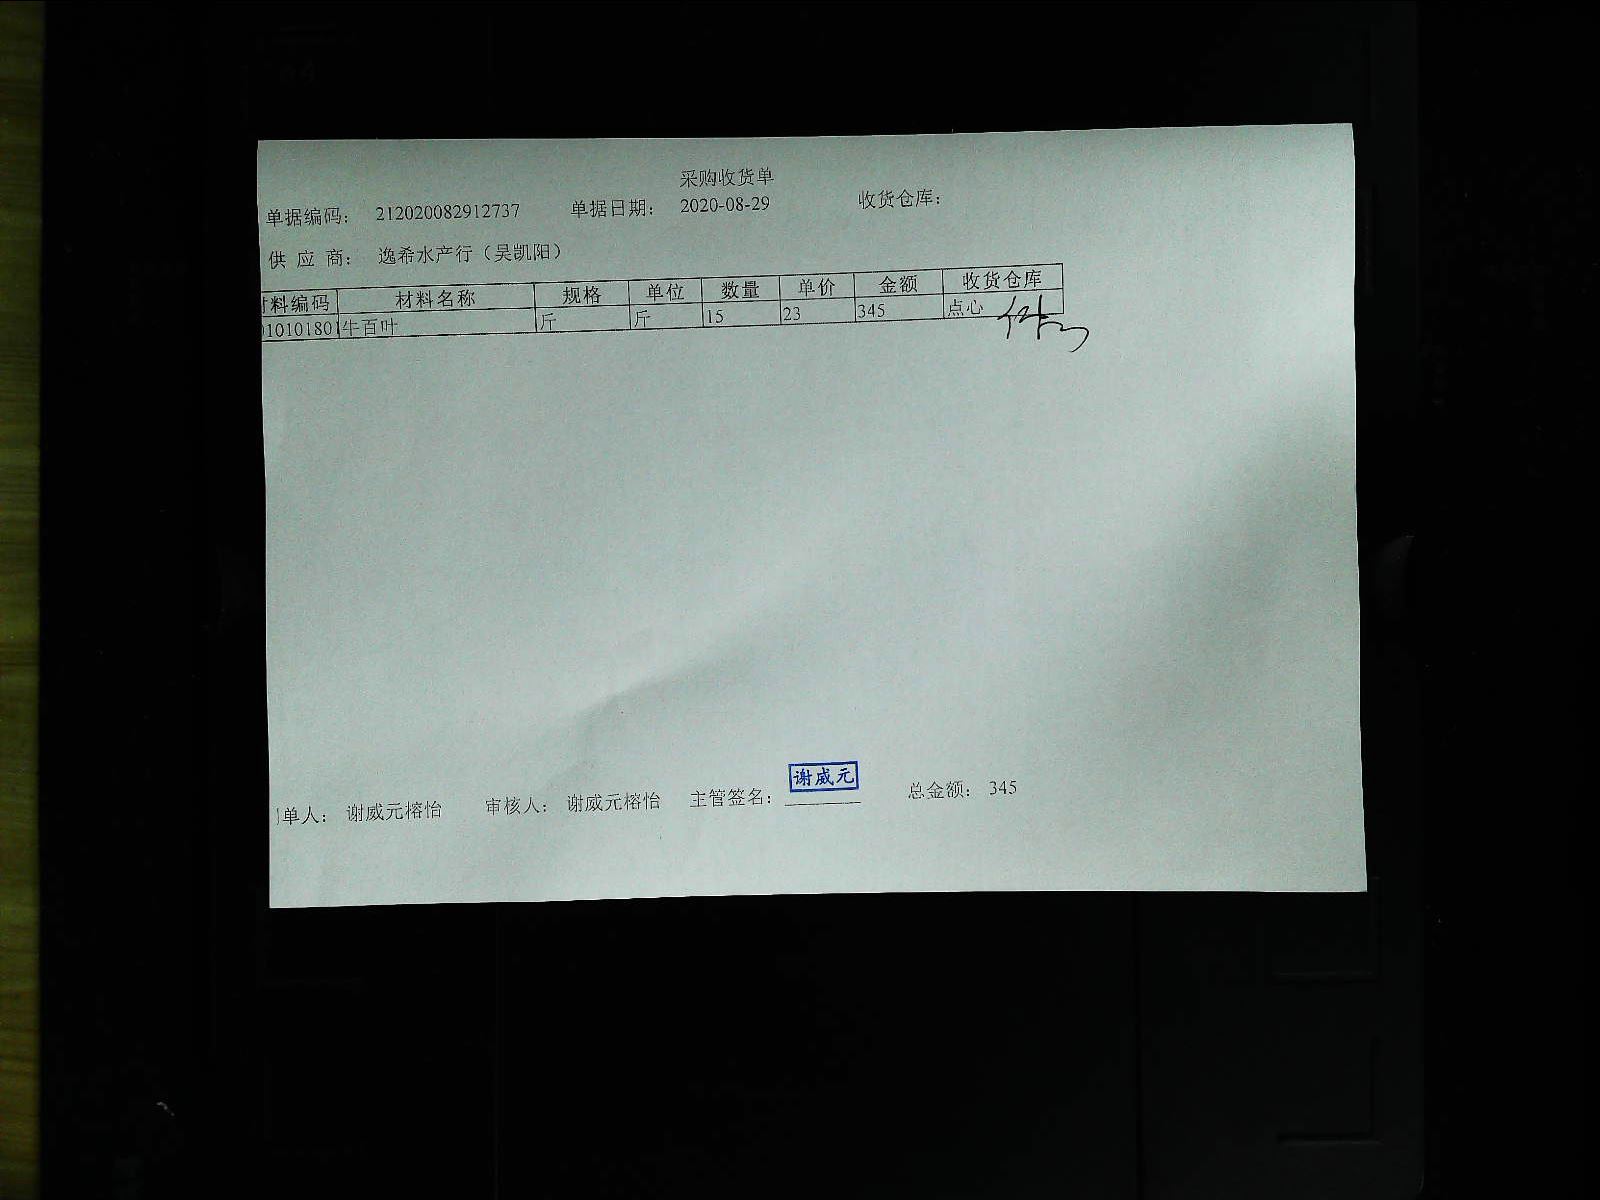 采购收货单
单据编码： 212020082912737 单据日期： 2020-08-29 收货仓库：
供 应 商： 逸希水产行（吴凯阳）
料编码 材料名称 规格 单位 数量 单价 金额 收货仓库
10101801 牛百叶 斤 斤 15 23 345 点心
谢威元
单人： 谢威元榕怡 审核人： 谢威元榕怡 主管签名： 总金额： 345